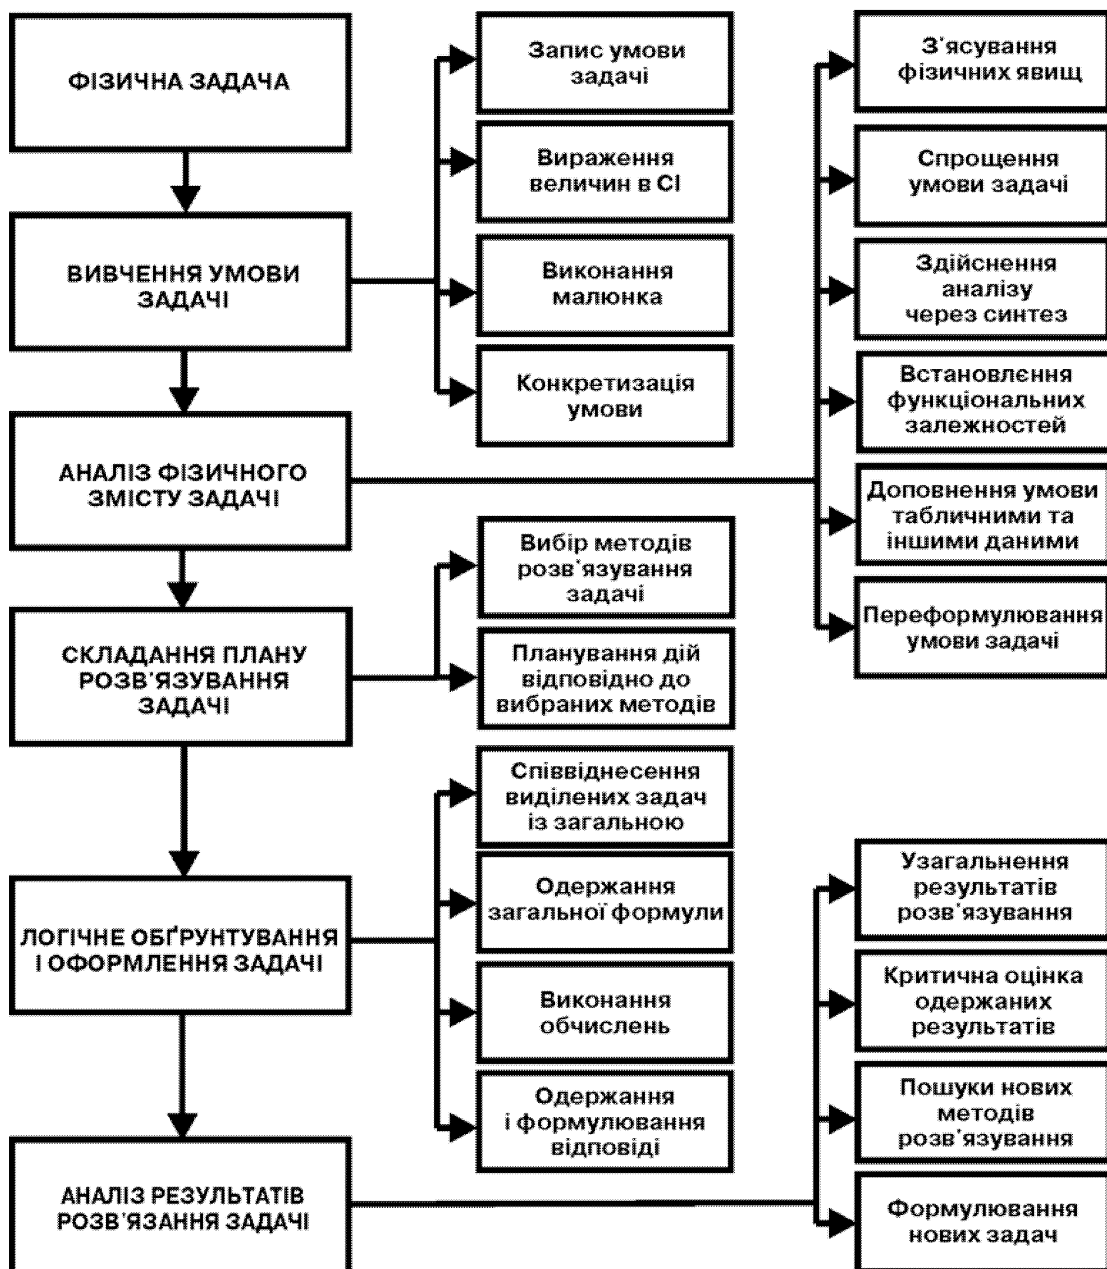 ФІЗИЧНА ЗАДАЧА
ВИВЧЕННЯ УМОВИ
ЗАДАЧІ
Запис умови
задачі
Вираження
величин в СІ
Виконання
малюнка
Конкретизація
умови
АНАЛІЗ ФІЗИЧНОГО
ЗМІСТУ ЗАДАЧІ
З'ясування
фізичних явищ
Спрощення
умови задачі
Здійснення
аналізу
через синтез
Встановлєння
функціональних
залежностей
Доповнення умови
табличними та
іншими даними
Переформулювання
умови задачі
СКЛАДАННЯ ПЛАНУ
РОЗВ'ЯЗУВАННЯ
ЗАДАЧІ
Вибір методів
розв'язування
задачі
Планування дій
відповідно до
вибраних методів
ЛОГІЧНЕ ОБҐРУНТУВАННЯ
І ОФОРМЛЕННЯ ЗАДАЧІ
Співвіднесення
виділених задач
із загальною
Одержання
загальної формули
Виконання
обчислень
Одержання
і формулювання
відповіді
АНАЛІЗ РЕЗУЛЬТАТІВ
РОЗВ'ЯЗАННЯ ЗАДАЧІ
Узагальнення
результатів
розв'язування
Критична оцінка
одержаних
результатів
Пошуки нових
методів
розв'язування
Формулювання
нових задач